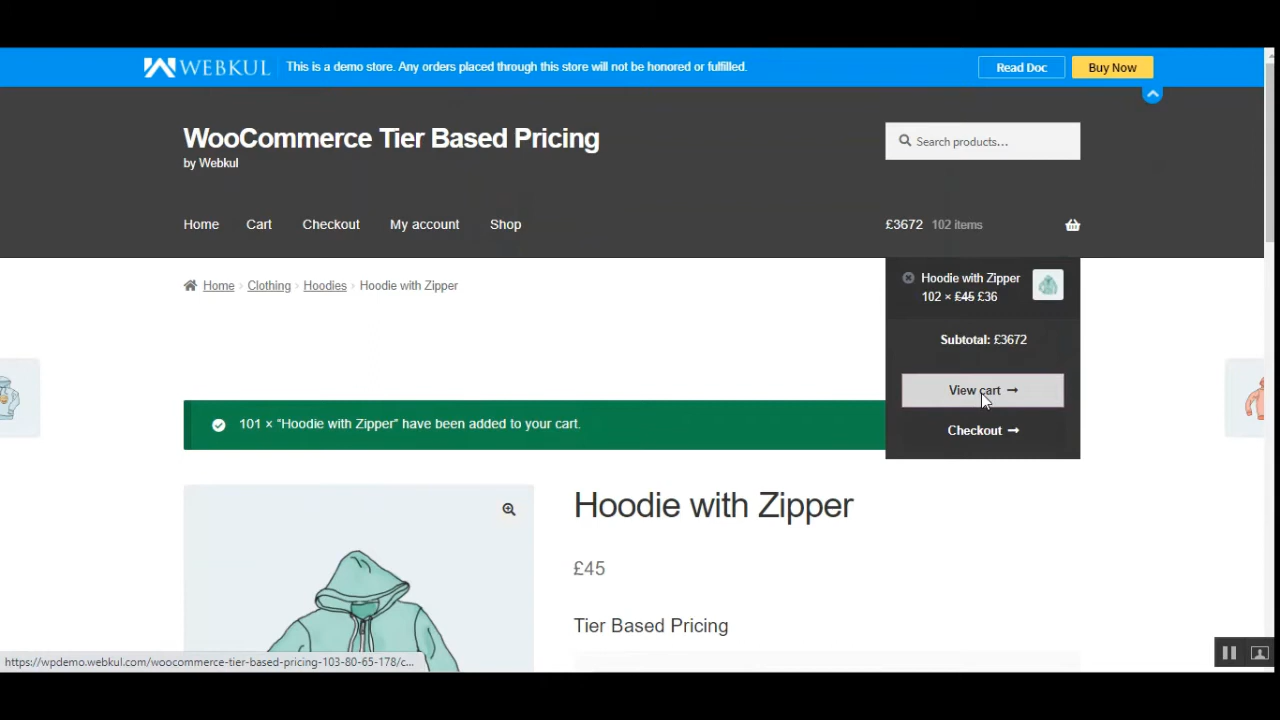 WEBKUL This is a demo store. Any orders placed through this store will not be honored or fulfilled. Read Doc Buy Now
WooCommerce Tier Based Pricing
by Webkul
Search products…
Home Cart Checkout My account Shop £3672 102 items
Home › Clothing › Hoodies › Hoodie with Zipper
Hoodie with Zipper
102 × £45 £36
Subtotal: £3672
View cart →
Checkout →
101 × “Hoodie with Zipper” have been added to your cart.
Hoodie with Zipper
£45
Tier Based Pricing
https://wpdemo.webkul.com/woocommerce-tier-based-pricing-103-80-65-178/c...